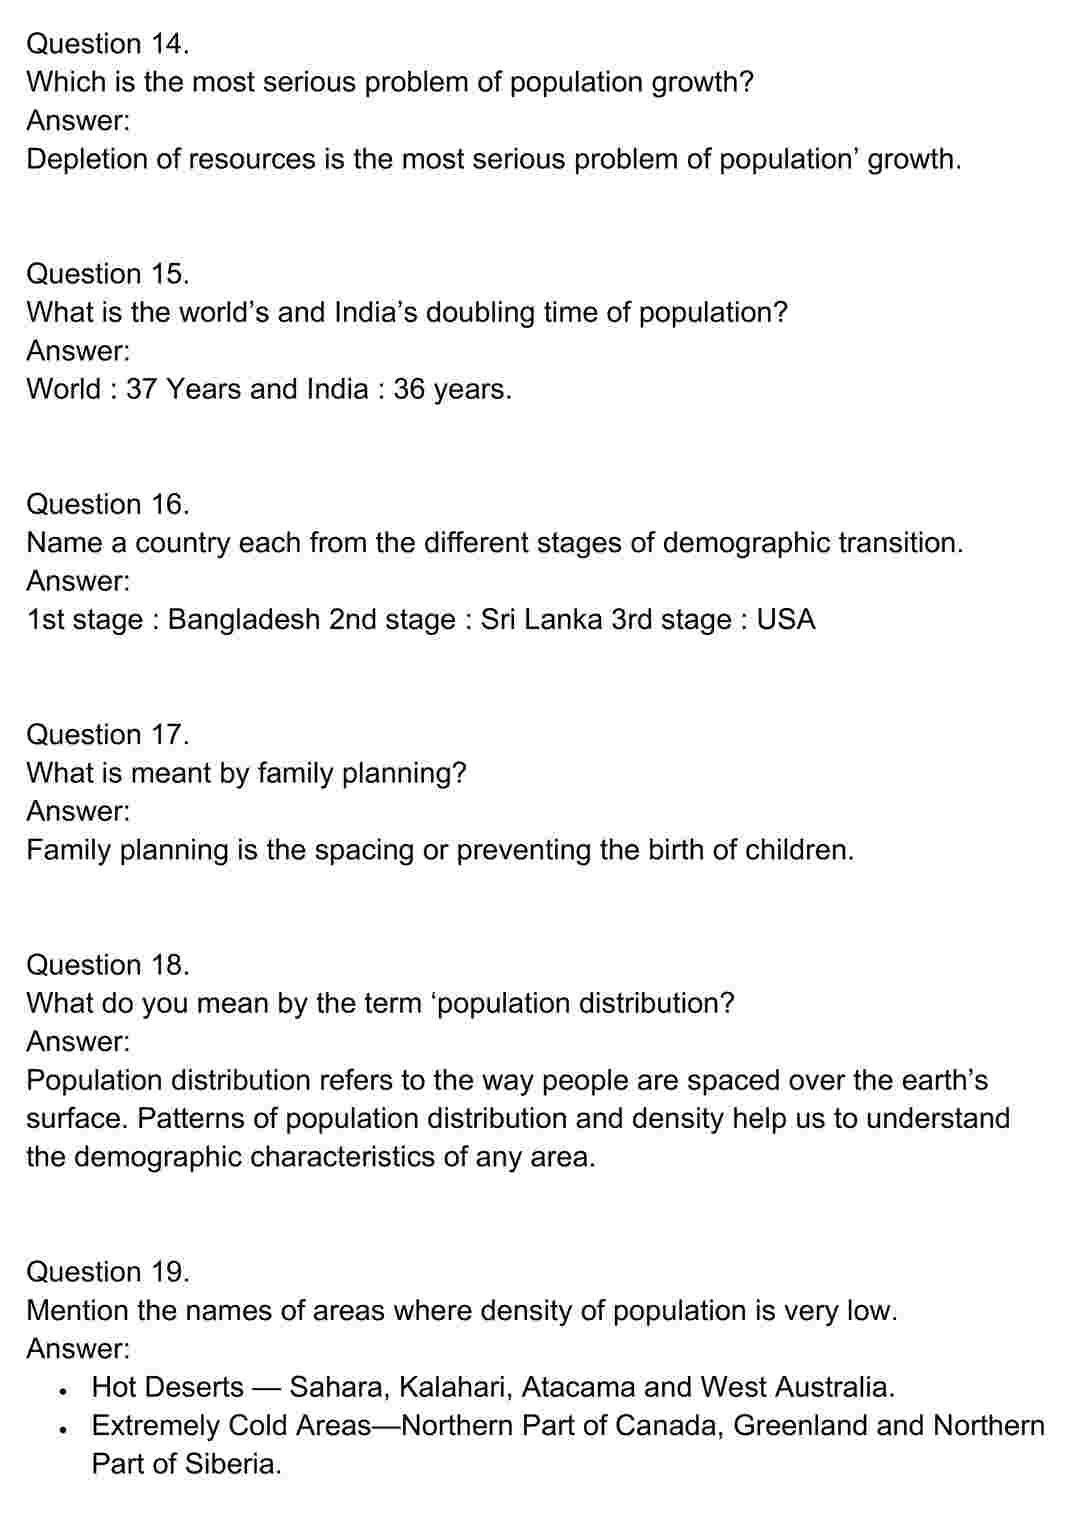 Question 14.
Which is the most serious problem of population growth?
Answer:
Depletion of resources is the most serious problem of population’ growth.
Question 15.
What is the world’s and India’s doubling time of population?
Answer:
World : 37 Years and India : 36 years.
Question 16.
Name a country each from the different stages of demographic transition.
Answer:
1st stage : Bangladesh 2nd stage : Sri Lanka 3rd stage : USA
Question 17.
What is meant by family planning?
Answer:
Family planning is the spacing or preventing the birth of children.
Question 18.
What do you mean by the term ‘population distribution?
Answer:
Population distribution refers to the way people are spaced over the earth’s
surface. Patterns of population distribution and density help us to understand
the demographic characteristics of any area.
Question 19.
Mention the names of areas where density of population is very low.
Answer:
• Hot Deserts — Sahara, Kalahari, Atacama and West Australia.
• Extremely Cold Areas—Northern Part of Canada, Greenland and Northern
Part of Siberia.